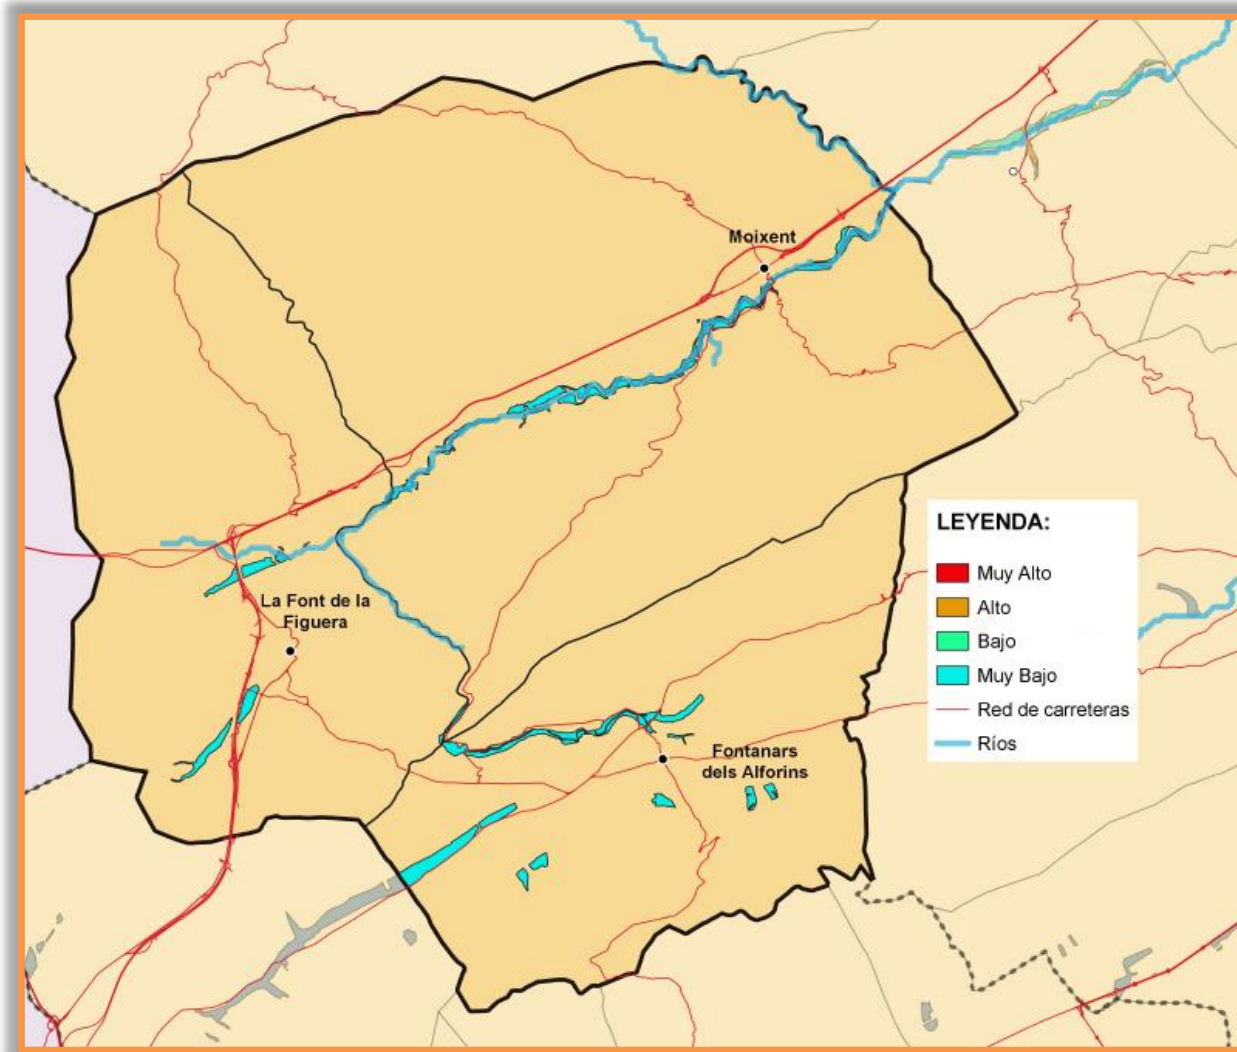 Moixent
La Font de la
Figuera
Fontanars
dels Alforins
LEYENDA:
Muy Alto
Alto
Bajo
Muy Bajo
Red de carreteras
Ríos